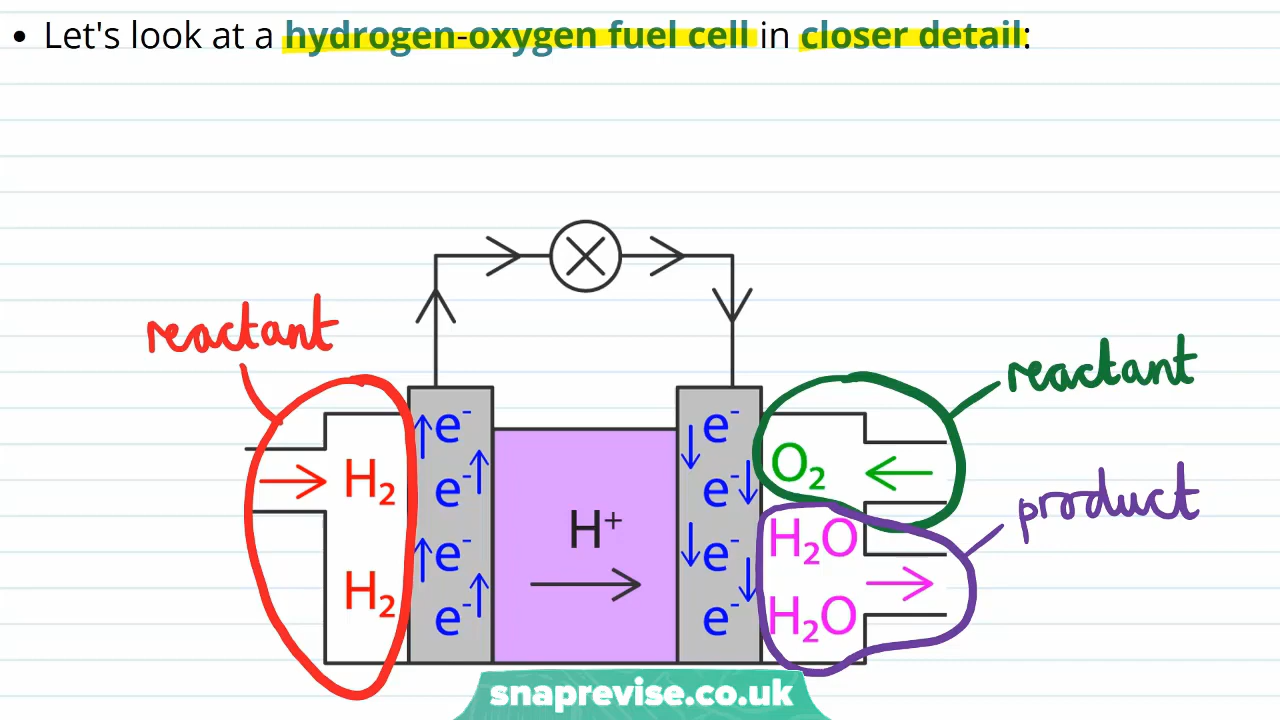 • Let's look at a hydrogen-oxygen fuel cell in closer detail:
reactant
reactant
H₂
e⁻
e⁻
O₂
e⁻
e⁻
product
H⁺
H₂O
e⁻
e⁻
H₂
e⁻
e⁻
H₂O
snaprevise.co.uk